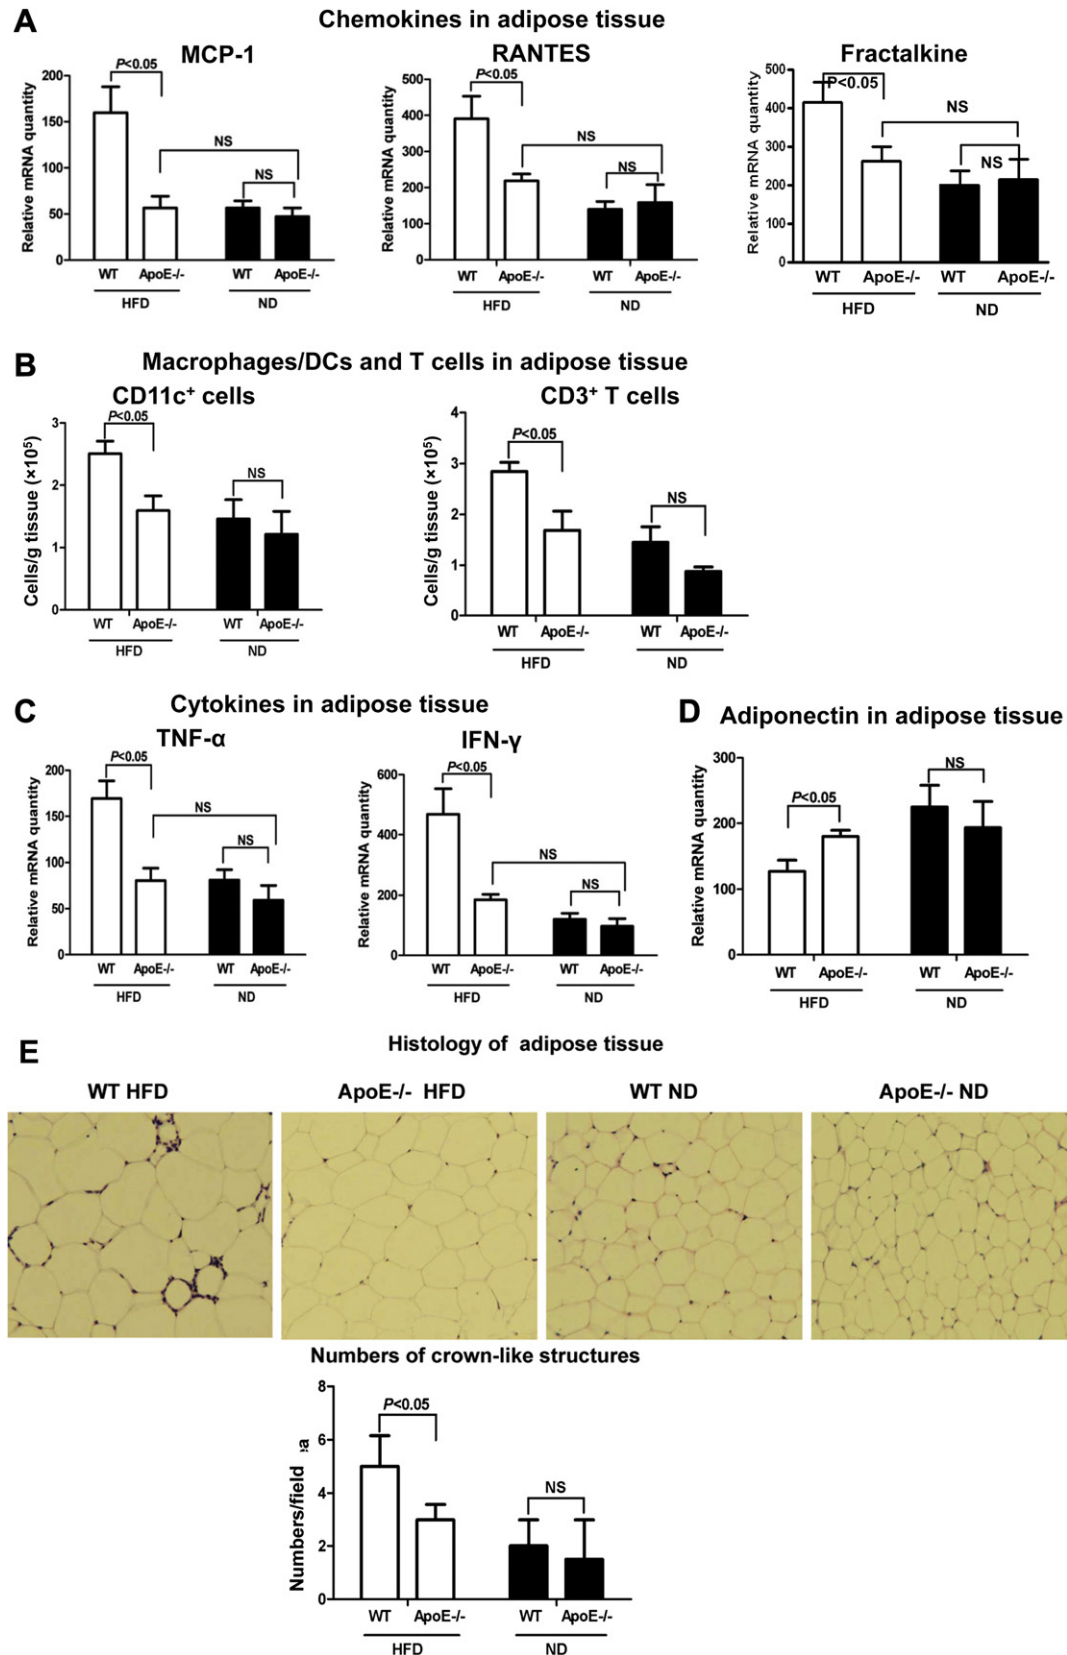 A
Chemokines in adipose tissue
MCP-1
RANTES
Fractalkine
Relative mRNA quantity
200
150
100
50
0
P<0.05
NS
NS
WT
ApoE-/-
WT
ApoE-/-
HFD
ND
Relative mRNA quantity
500
400
300
200
100
0
P<0.05
NS
NS
WT
ApoE-/-
WT
ApoE-/-
HFD
ND
Relative mRNA quantity
500
400
300
200
100
0
P<0.05
NS
NS
WT
ApoE-/-
WT
ApoE-/-
HFD
ND
B
Macrophages/DCs and T cells in adipose tissue
CD11c+ cells
CD3+ T cells
Cells/g tissue (×10⁵)
3
2
1
0
P<0.05
NS
WT
ApoE-/-
WT
ApoE-/-
HFD
ND
Cells/g tissue (×10⁵)
4
3
2
1
0
P<0.05
NS
WT
ApoE-/-
WT
ApoE-/-
HFD
ND
C
Cytokines in adipose tissue
TNF-α
IFN-γ
Relative mRNA quantity
200
150
100
50
0
P<0.05
NS
NS
WT
ApoE-/-
WT
ApoE-/-
HFD
ND
Relative mRNA quantity
600
400
200
0
P<0.05
NS
NS
WT
ApoE-/-
WT
ApoE-/-
HFD
ND
D
Adiponectin in adipose tissue
Relative mRNA quantity
300
200
100
0
P<0.05
NS
WT
ApoE-/-
WT
ApoE-/-
HFD
ND
E
Histology of adipose tissue
WT HFD
ApoE-/- HFD
WT ND
ApoE-/- ND
Numbers of crown-like structures
Numbers/field
8
6
4
2
0
P<0.05
NS
WT
ApoE-/-
WT
ApoE-/-
HFD
ND